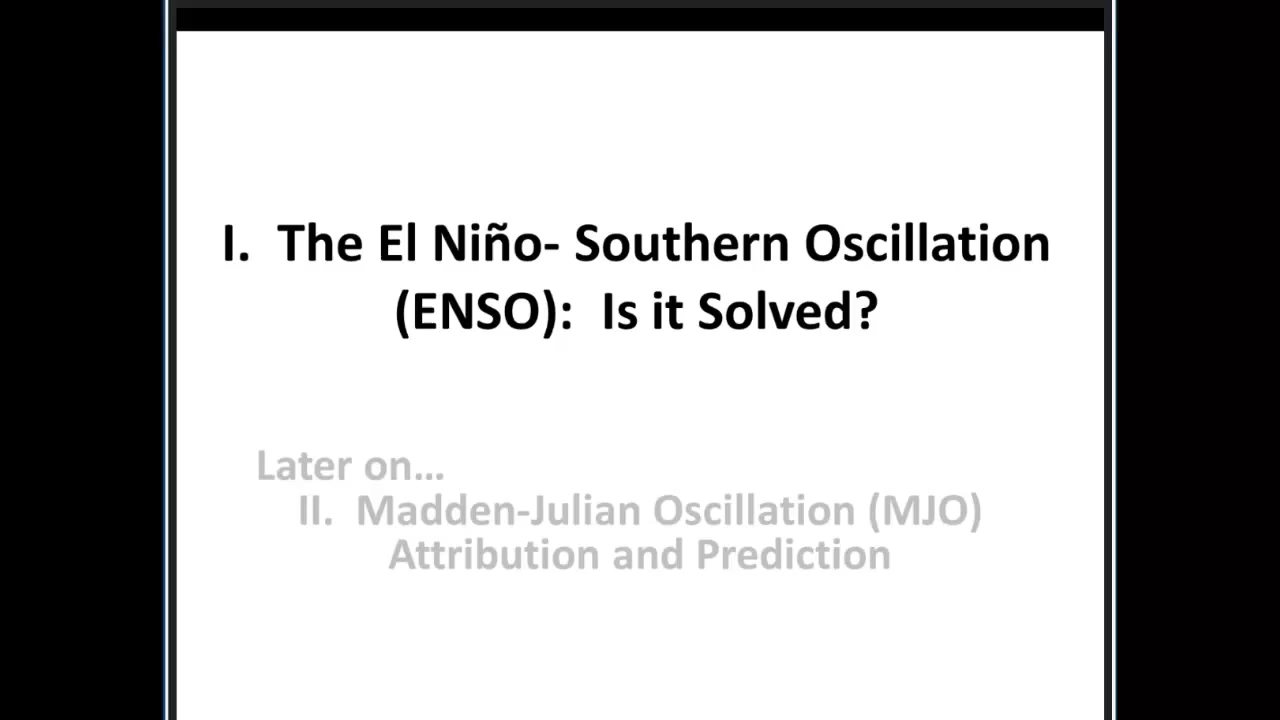 I.  The El Niño- Southern Oscillation
(ENSO):  Is it Solved?
Later on…
II.  Madden-Julian Oscillation (MJO)
Attribution and Prediction